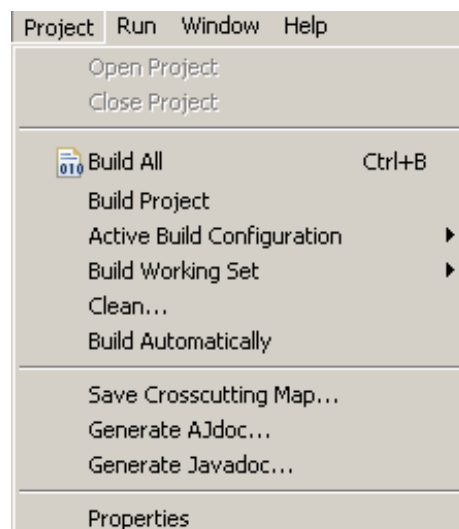 Project Run Window Help
Open Project
Close Project
010 Build All Ctrl+B
Build Project
Active Build Configuration
Build Working Set
Clean...
Build Automatically
Save Crosscutting Map...
Generate AJdoc...
Generate Javadoc...
Properties